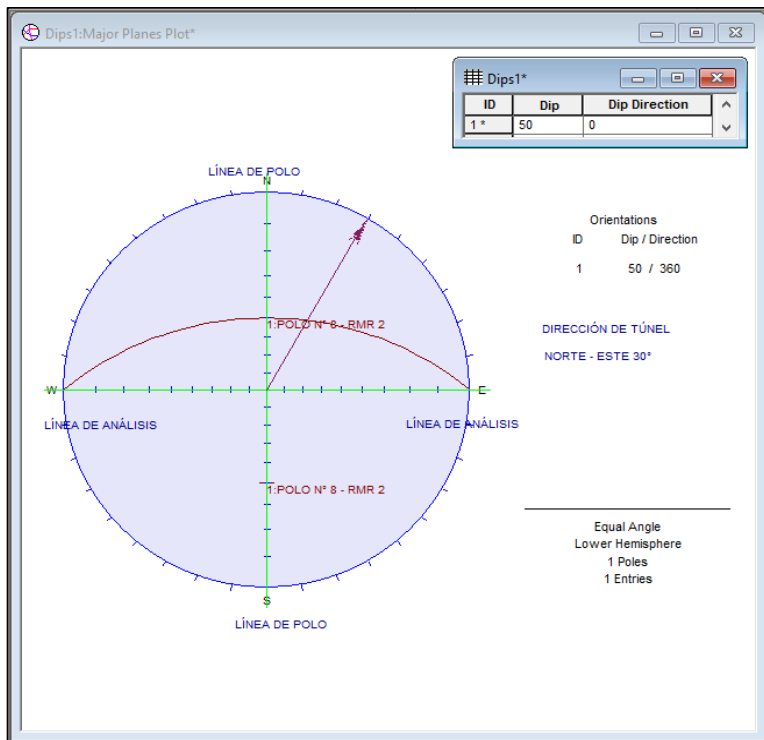 Dips1:Major Planes Plot*
Dips1*
ID Dip Dip Direction
1 * 50 0
LÍNEA DE POLO
N
Orientations
ID Dip / Direction
1 50 / 360
1:POLO N° 8 - RMR 2
DIRECCIÓN DE TÚNEL
NORTE - ESTE 30°
W
E
LÍNEA DE ANÁLISIS
LÍNEA DE ANÁLISIS
1:POLO N° 8 - RMR 2
Equal Angle
Lower Hemisphere
1 Poles
1 Entries
S
LÍNEA DE POLO